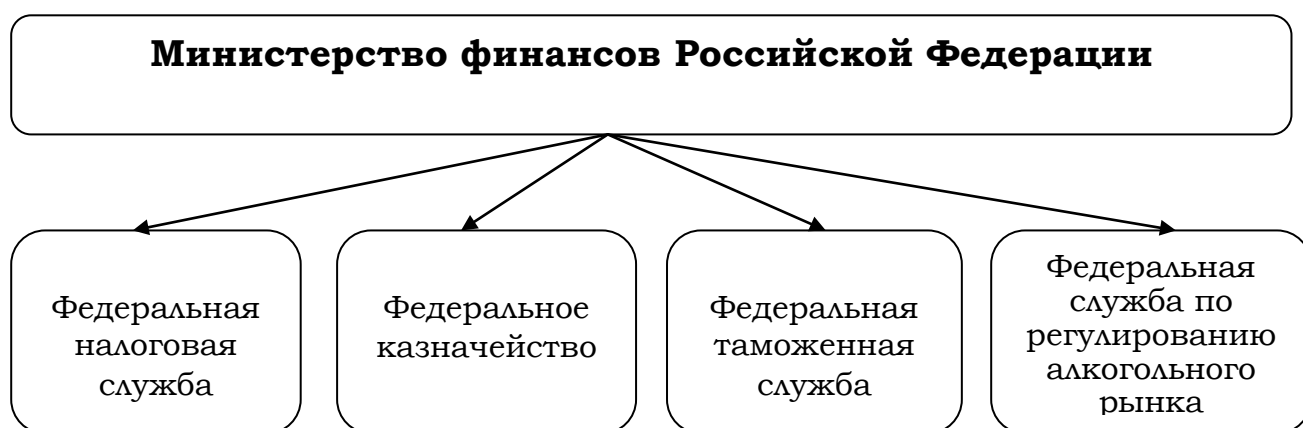 Министерство финансов Российской Федерации
Федеральная
налоговая
служба
Федеральное
казначейство
Федеральная
таможенная
служба
Федеральная
служба по
регулированию
алкогольного
рынка